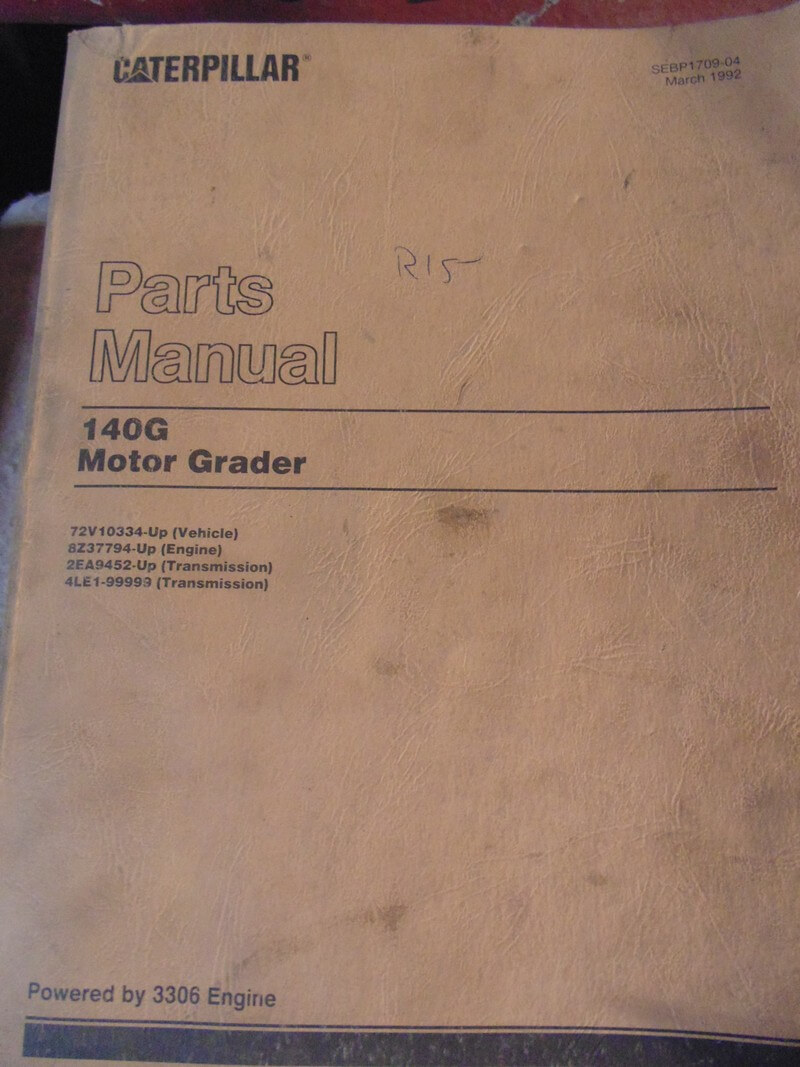 CATERPILLAR®
SEBP1709-04
March 1992
R15-
Parts
Manual
140G
Motor Grader
72V10334-Up (Vehicle)
8Z37794-Up (Engine)
2EA9452-Up (Transmission)
4LE1-99999 (Transmission)
Powered by 3306 Engine